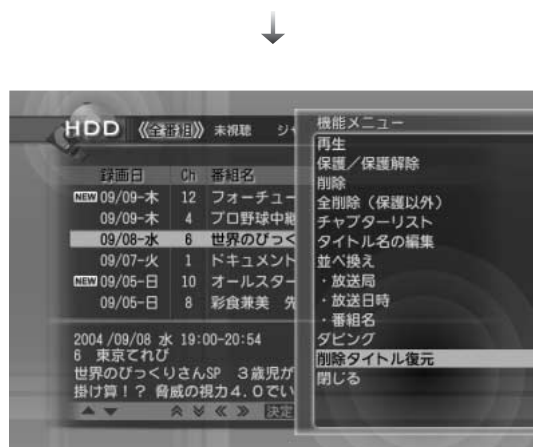 HDD 《全番組》 未視聴 ジャ
録画日 Ch 番組名
NEW 09/09-木 12 フォーチュー
09/09-木 4 プロ野球中継
09/08-水 6 世界のびっく
09/07-火 1 ドキュメント
NEW 09/05-日 10 オールスター
09/05-日 8 彩食兼美 先
2004/09/08 水 19:00-20:54
6 東京てれび
世界のびっくりさんSP 3歳児が
掛け算!? 脅威の視力4.0でい
決定
機能メニュー
再生
保護/保護解除
削除
全削除(保護以外)
チャプターリスト
タイトル名の編集
並べ換え
・放送局
・放送日時
・番組名
ダビング
削除タイトル復元
閉じる